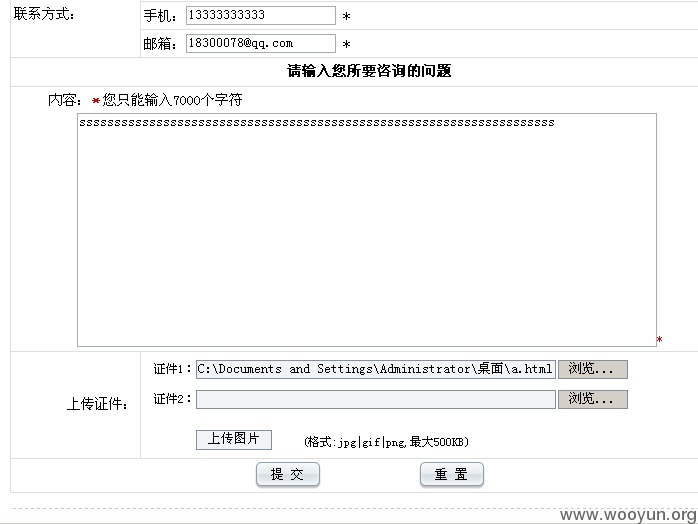 联系方式:
手机: 13333333333 *
邮箱: 18300078@qq.com *
请输入您所要咨询的问题
内容: *您只能输入7000个字符
ssssssssssssssssssssssssssssssssssssssssssssssssssssssssssssssssssss
*
证件1: C:\Documents and Settings\Administrator\桌面\a.html 浏览...
上传证件:
证件2: 浏览...
上传图片 (格式:jpg|gif|png,最大500KB)
提 交 重 置
www.wooyun.org